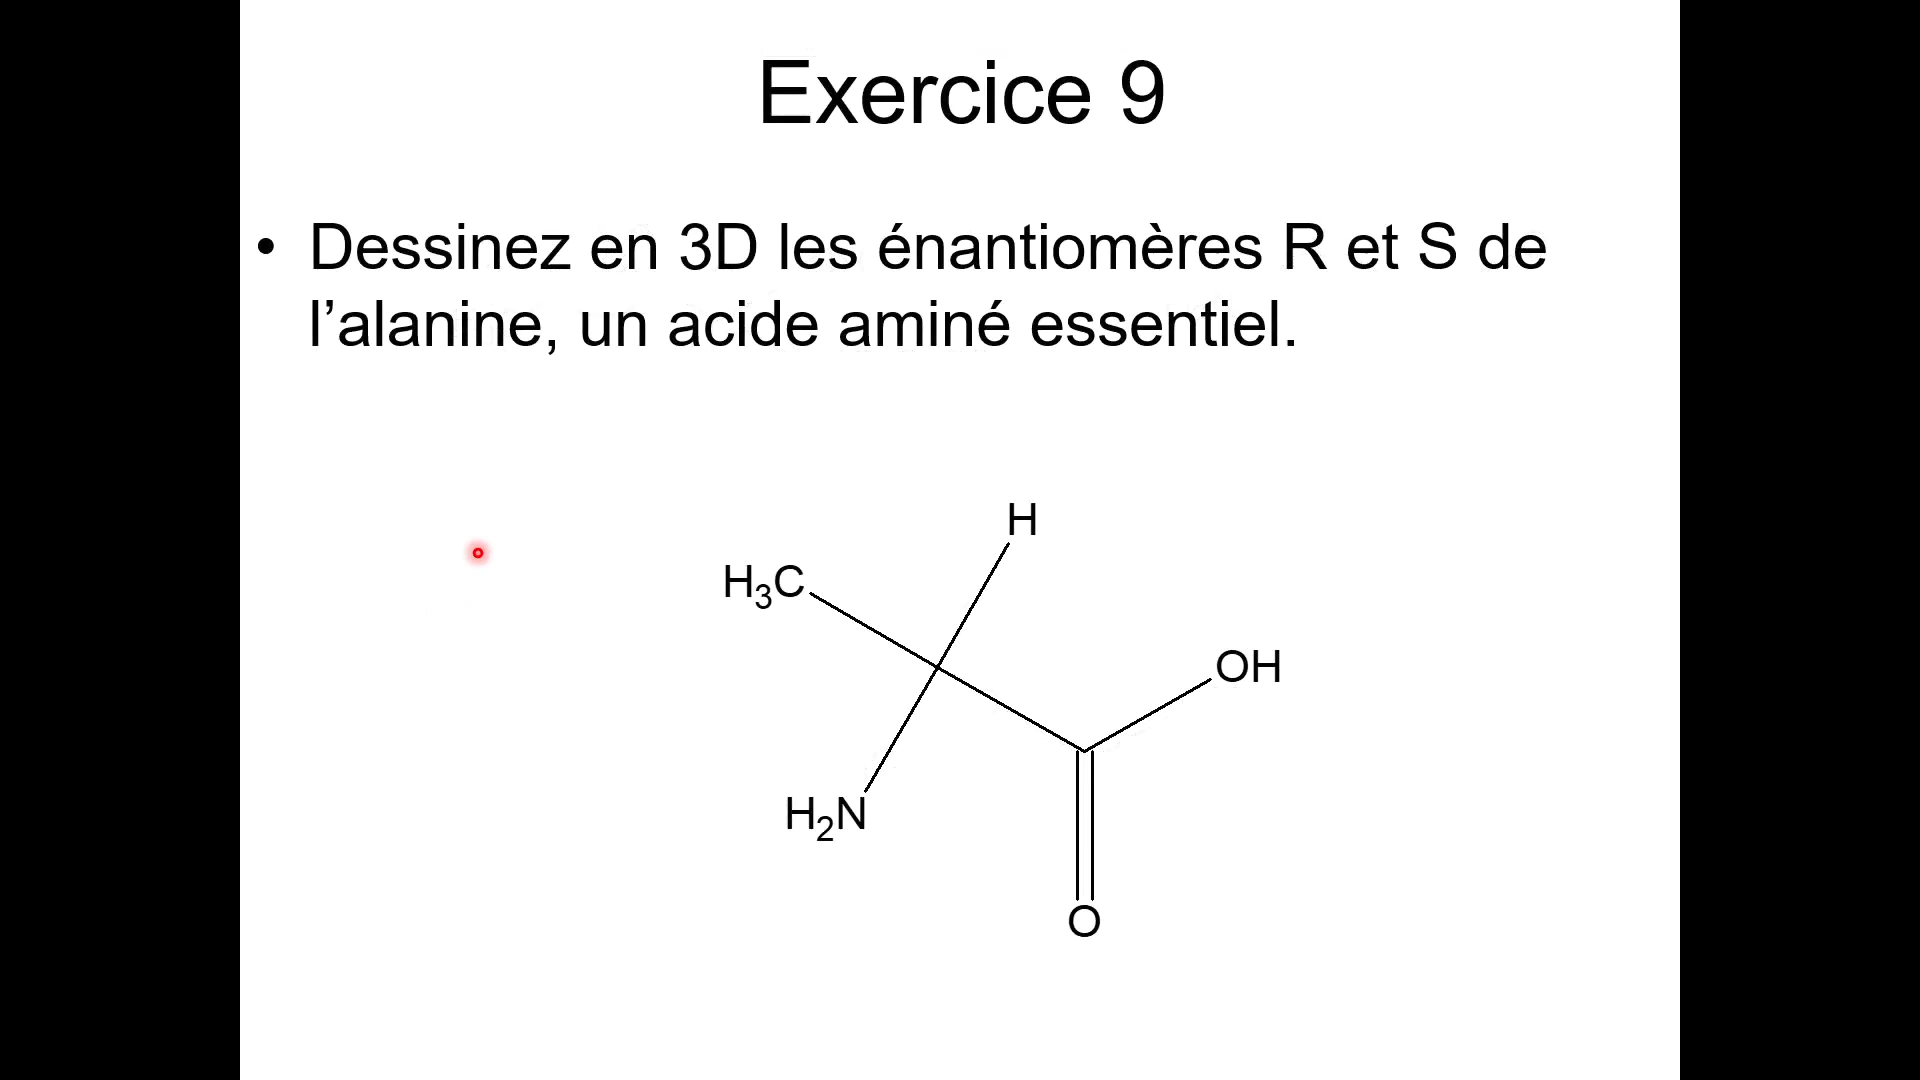 Exercice 9
• Dessinez en 3D les énantiomères R et S de
l’alanine, un acide aminé essentiel.
H
H₃C
OH
H₂N
O